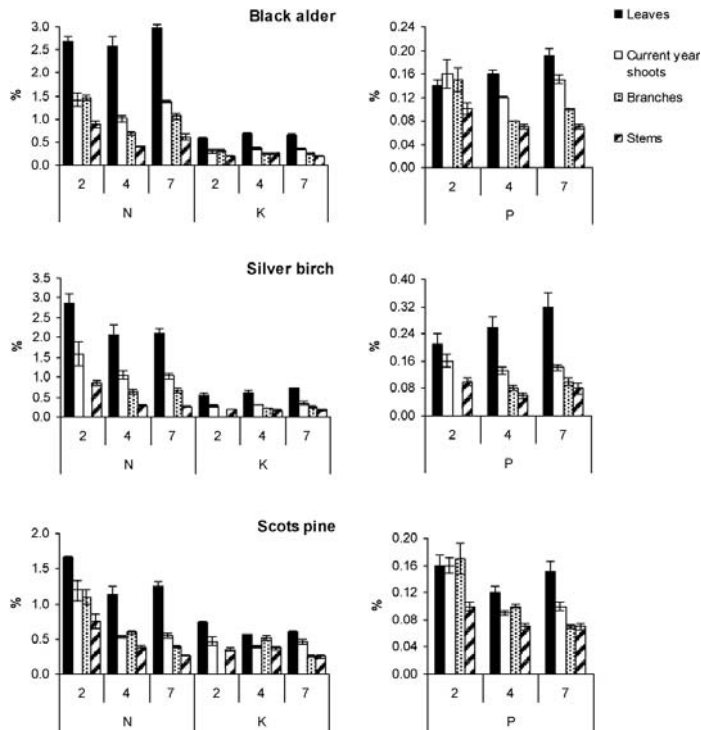 Black alder
3.0
2.5
2.0
1.5
1.0
0.5
0.0
%
2 4 7 2 4 7
N K
0.24
0.20
0.16
0.12
0.08
0.04
0.00
%
2 4 7
P
Leaves
Current year
shoots
Branches
Stems
Silver birch
3.5
3.0
2.5
2.0
1.5
1.0
0.5
0.0
%
2 4 7 2 4 7
N K
0.40
0.32
0.24
0.16
0.08
0.00
%
2 4 7
P
Scots pine
2.0
1.5
1.0
0.5
0.0
%
2 4 7 2 4 7
N K
0.20
0.16
0.12
0.08
0.04
0.00
%
2 4 7
P